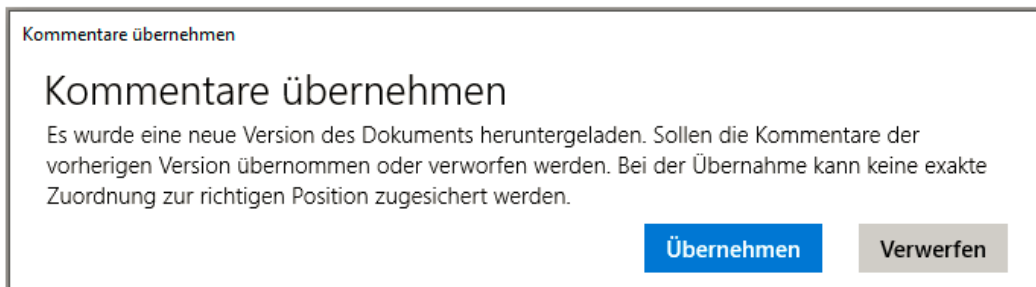 Kommentare übernehmen
Kommentare übernehmen
Es wurde eine neue Version des Dokuments heruntergeladen. Sollen die Kommentare der
vorherigen Version übernommen oder verworfen werden. Bei der Übernahme kann keine exakte
Zuordnung zur richtigen Position zugesichert werden.
Übernehmen
Verwerfen